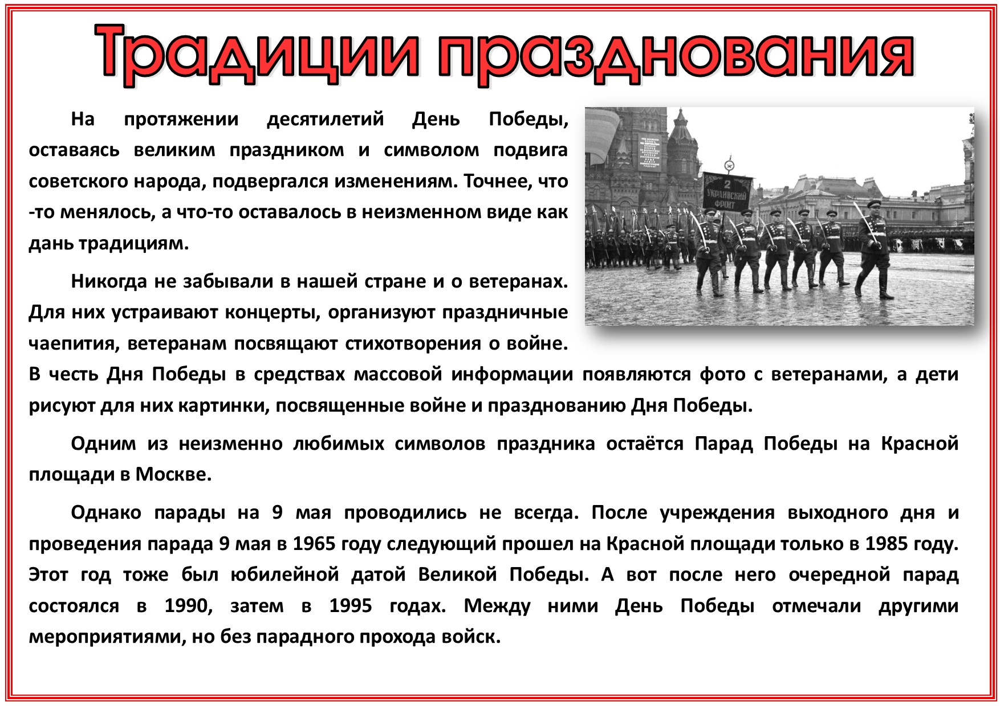 Традиции празднования
На протяжении десятилетий День Победы,
оставаясь великим праздником и символом подвига
советского народа, подвергался изменениям. Точнее, что
-то менялось, а что-то оставалось в неизменном виде как
дань традициям.
Никогда не забывали в нашей стране и о ветеранах.
Для них устраивают концерты, организуют праздничные
чаепития, ветеранам посвящают стихотворения о войне.
В честь Дня Победы в средствах массовой информации появляются фото с ветеранами, а дети
рисуют для них картинки, посвященные войне и празднованию Дня Победы.
Одним из неизменно любимых символов праздника остаётся Парад Победы на Красной
площади в Москве.
Однако парады на 9 мая проводились не всегда. После учреждения выходного дня и
проведения парада 9 мая в 1965 году следующий прошел на Красной площади только в 1985 году.
Этот год тоже был юбилейной датой Великой Победы. А вот после него очередной парад
состоялся в 1990, затем в 1995 годах. Между ними День Победы отмечали другими
мероприятиями, но без парадного прохода войск.
2
УКРАИНСКИЙ
ФРОНТ